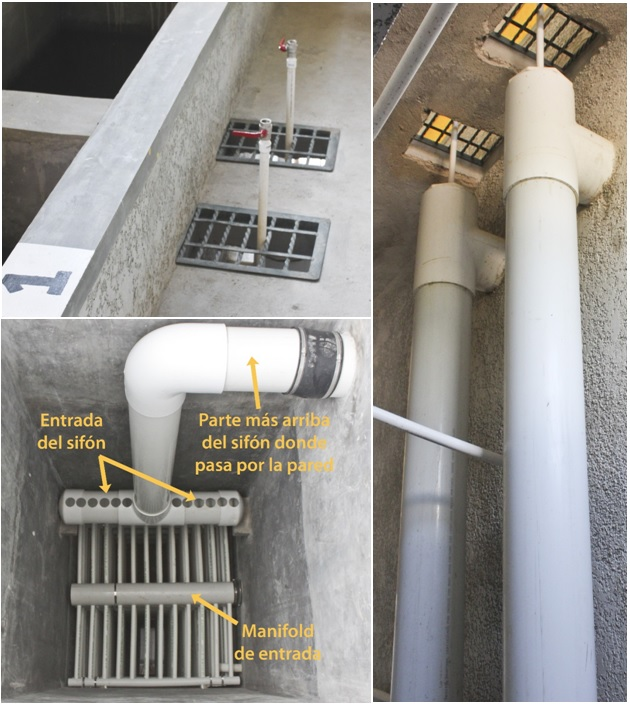 1
Entrada
del sifón
Parte más arriba
del sifón donde
pasa por la pared
Manifold
de entrada